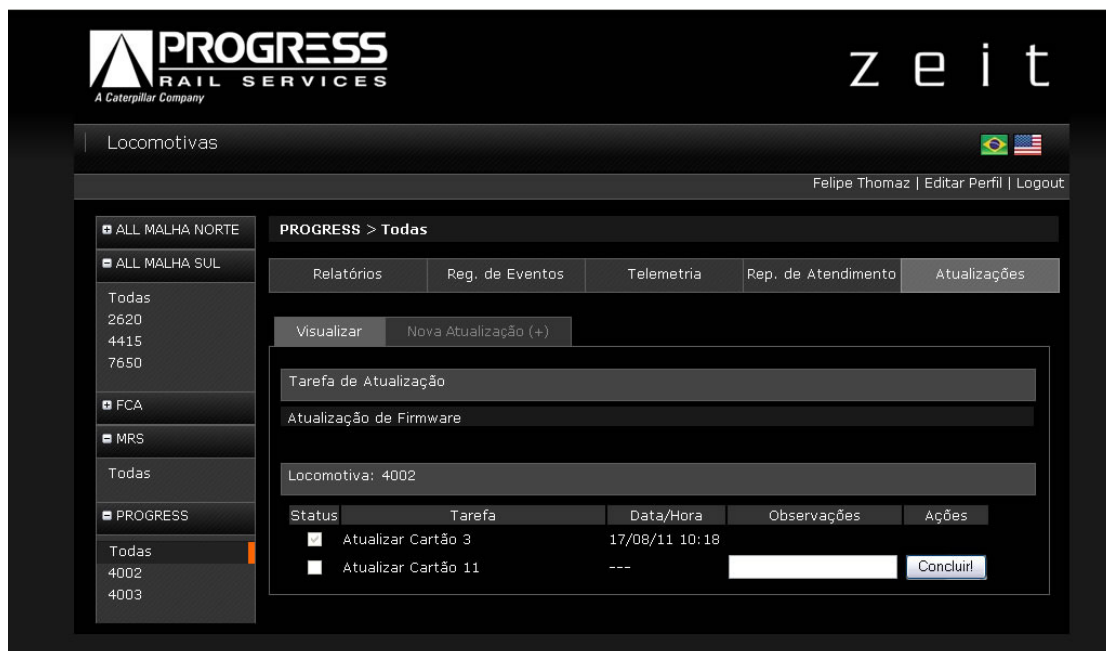 PROGRESS
RAIL SERVICES
A Caterpillar Company
zeit
Locomotivas
Felipe Thomaz | Editar Perfil | Logout
ALL MALHA NORTE
ALL MALHA SUL
Todas
2620
4415
7650
FCA
MRS
Todas
PROGRESS
Todas
4002
4003
PROGRESS > Todas
Relatórios Reg. de Eventos Telemetria Rep. de Atendimento Atualizações
Visualizar Nova Atualização (+)
Tarefa de Atualização
Atualização de Firmware
Locomotiva: 4002
Status Tarefa Data/Hora Observações Ações
Atualizar Cartão 3 17/08/11 10:18
Atualizar Cartão 11 --- Concluir!